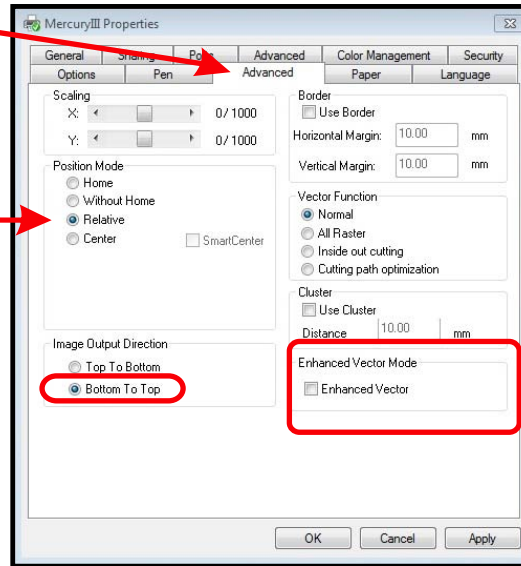 MercuryIII Properties
General Sharing Ports Advanced Color Management Security
Options Pen Advanced Paper Language
Scaling
X: 0/ 1000
Y: 0/ 1000
Position Mode
Home
Without Home
Relative
Center SmartCenter
Image Output Direction
Top To Bottom
Bottom To Top
Border
Use Border
Horizontal Margin: 10.00 mm
Vertical Margin: 10.00 mm
Vector Function
Normal
All Raster
Inside out cutting
Cutting path optimization
Cluster
Use Cluster
Distance 10.00 mm
Enhanced Vector Mode
Enhanced Vector
OK Cancel Apply